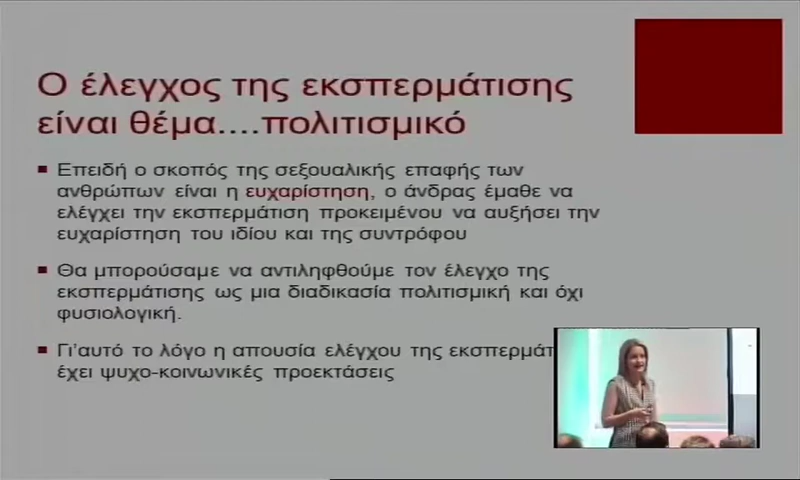 Ο έλεγχος της εκσπερμάτισης
είναι θέμα....πολιτισμικό
Επειδή ο σκοπός της σεξουαλικής επαφής των
ανθρώπων είναι η ευχαρίστηση, ο άνδρας έμαθε να
ελέγχει την εκσπερμάτιση προκειμένου να αυξήσει την
ευχαρίστηση του ιδίου και της συντρόφου
Θα μπορούσαμε να αντιληφθούμε τον έλεγχο της
εκσπερμάτισης ως μια διαδικασία πολιτισμική και όχι
φυσιολογική.
Γι'αυτό το λόγο η απουσία ελέγχου της εκσπερμάτ
έχει ψυχο-κοινωνικές προεκτάσεις